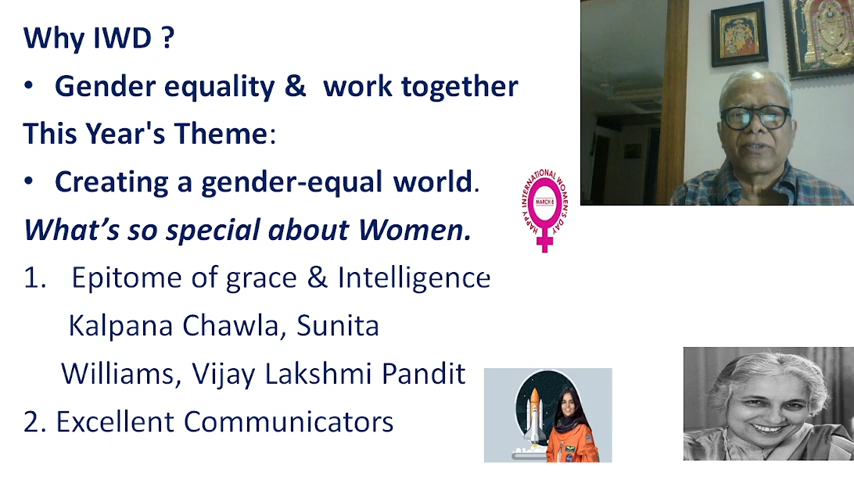 Why IWD ?
• Gender equality & work together
This Year's Theme:
• Creating a gender-equal world.
What's so special about Women.
1. Epitome of grace & Intelligence
Kalpana Chawla, Sunita
Williams, Vijay Lakshmi Pandit
2. Excellent Communicators
HAPPY INTERNATIONAL WOMEN'S DAY
MARCH 8